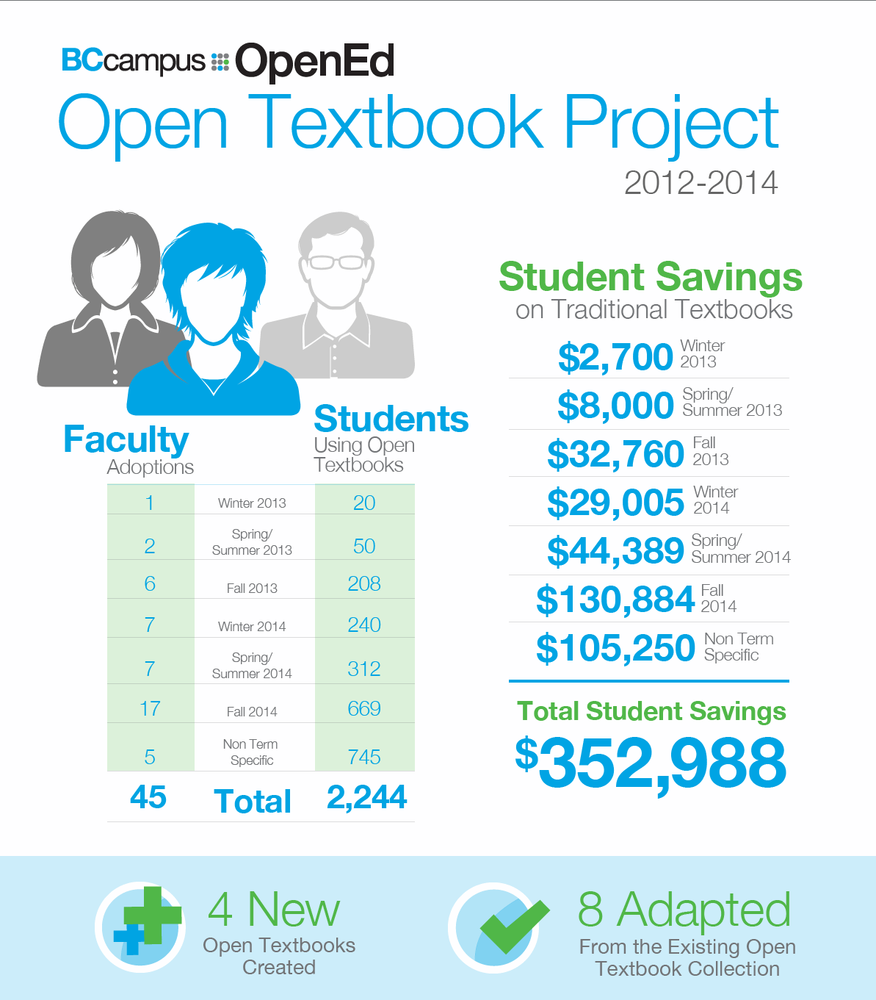 BCcampus OpenEd
Open Textbook Project
2012-2014
Faculty
Adoptions
Students
Using Open
Textbooks
1 Winter 2013 20
2 Spring/
Summer 2013 50
6 Fall 2013 208
7 Winter 2014 240
7 Spring/
Summer 2014 312
17 Fall 2014 669
5 Non Term
Specific 745
45 Total 2,244
Student Savings
on Traditional Textbooks
$2,700 Winter
2013
$8,000 Spring/
Summer 2013
$32,760 Fall
2013
$29,005 Winter
2014
$44,389 Spring/
Summer 2014
$130,884 Fall
2014
$105,250 Non Term
Specific
Total Student Savings
$352,988
4 New
Open Textbooks
Created
8 Adapted
From the Existing Open
Textbook Collection